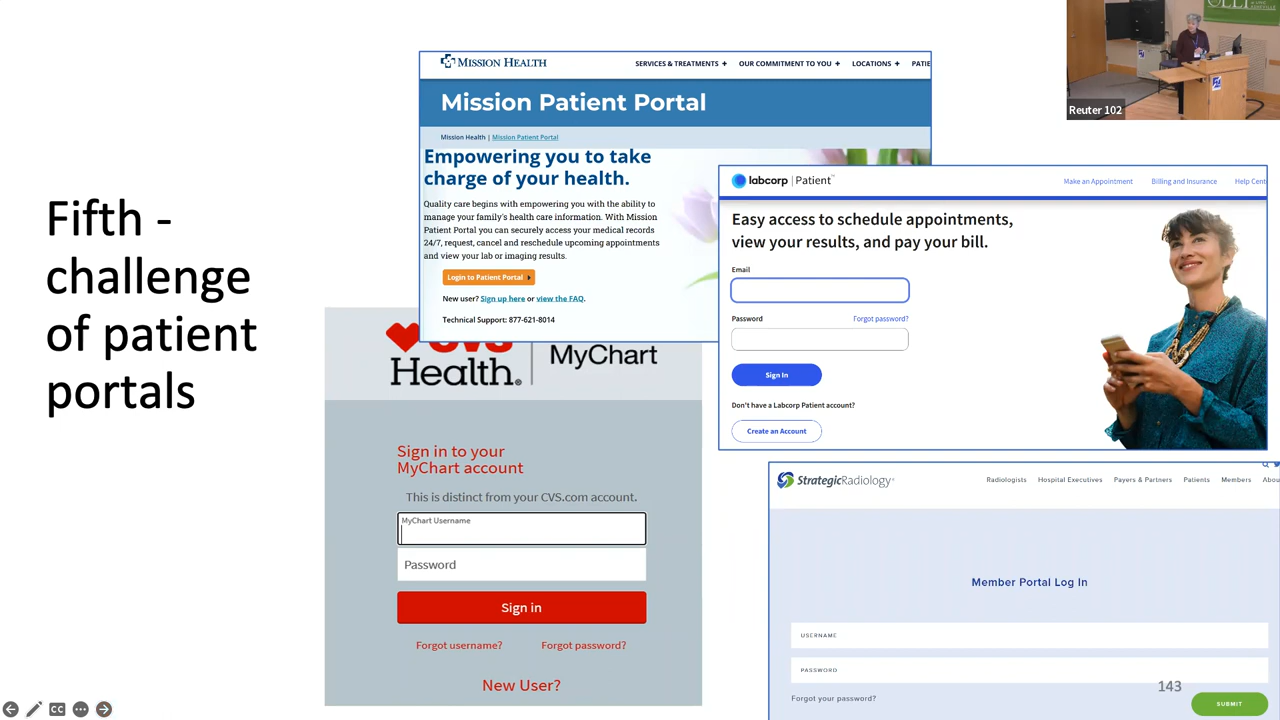 Fifth -
challenge
of patient
portals
MISSION HEALTH
SERVICES & TREATMENTS +
OUR COMMITMENT TO YOU +
LOCATIONS +
PATIE
Mission Patient Portal
Mission Health | Mission Patient Portal
Empowering you to take
charge of your health.
Quality care begins with empowering you with the ability to
manage your family's health care information. With Mission
Patient Portal you can securely access your medical records
24/7, request, cancel and reschedule upcoming appointments
and view your lab or imaging results.
Login to Patient Portal
New user? Sign up here or view the FAQ.
Technical Support: 877-621-8014
CVS
Health. | MyChart
Sign in to your
MyChart account
This is distinct from your CVS.com account.
MyChart Username
Password
Sign in
Forgot username?
Forgot password?
New User?
labcorp | Patient™
Make an Appointment
Billing and Insurance
Help Cent
Easy access to schedule appointments,
view your results, and pay your bill.
Email
Password
Forgot password?
Sign In
Don't have a Labcorp Patient account?
Create an Account
StrategicRadiology
Radiologists
Hospital Executives
Payers & Partners
Patients
Members
Abou
Member Portal Log In
USERNAME
PASSWORD
Forgot your password?
SUBMIT
143
Reuter 102
CC